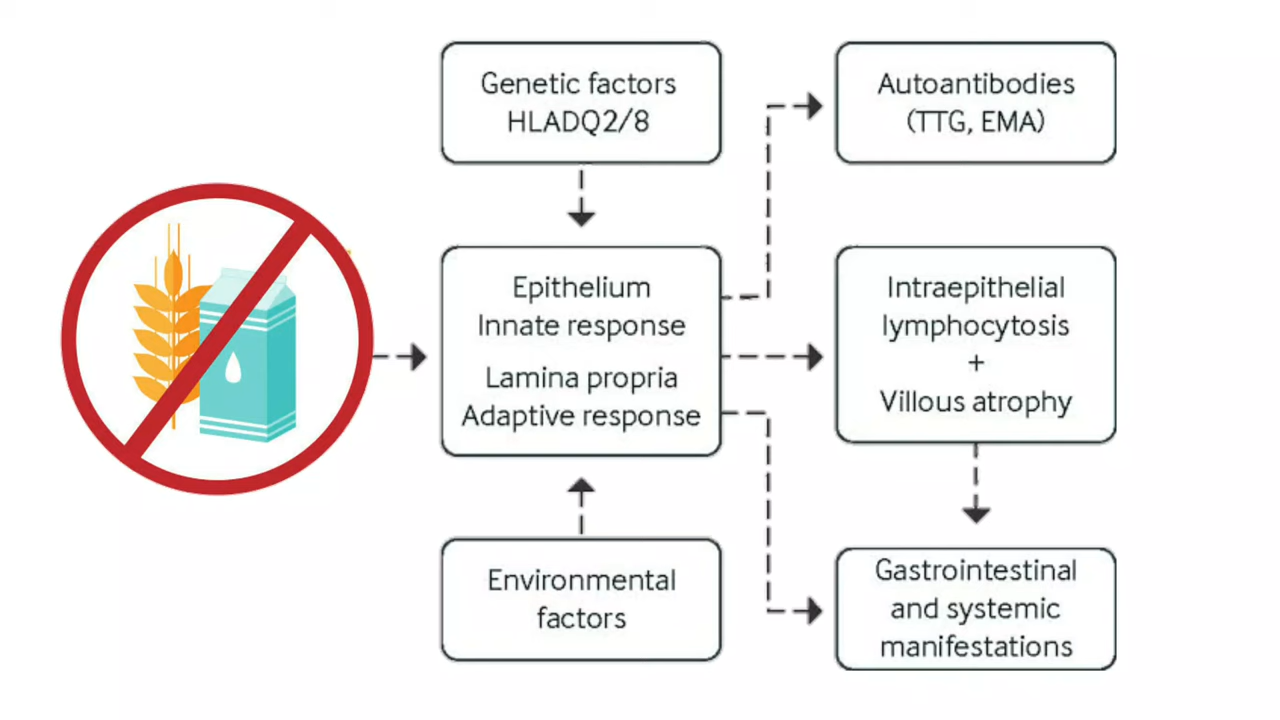 Genetic factors
HLADQ2/8
Autoantibodies
(TTG, EMA)
Epithelium
Innate response
Lamina propria
Adaptive response
Intraepithelial
lymphocytosis
+
Villous atrophy
Environmental
factors
Gastrointestinal
and systemic
manifestations